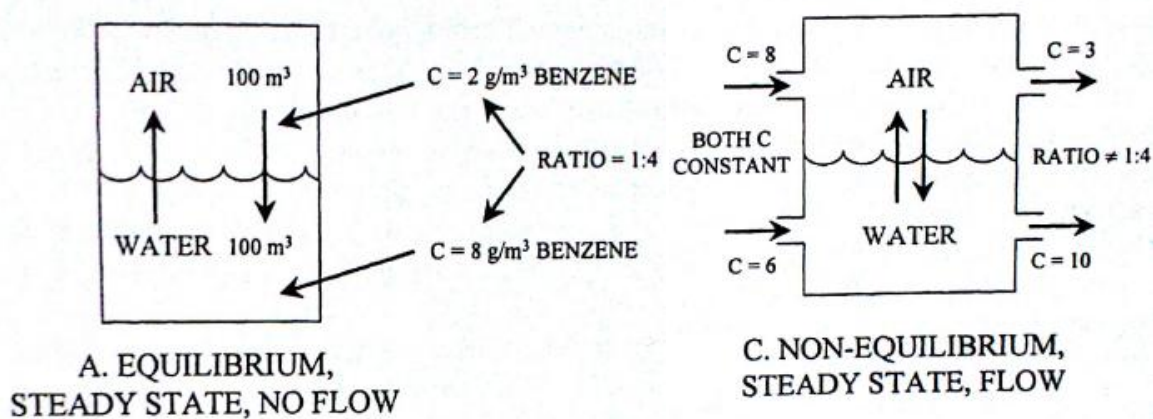 AIR
100 m³
WATER
100 m³
C = 2 g/m³ BENZENE
RATIO = 1:4
C = 8 g/m³ BENZENE
A. EQUILIBRIUM,
STEADY STATE, NO FLOW
C = 8
C = 3
AIR
BOTH C
CONSTANT
RATIO ≠ 1:4
WATER
C = 6
C = 10
C. NON-EQUILIBRIUM,
STEADY STATE, FLOW